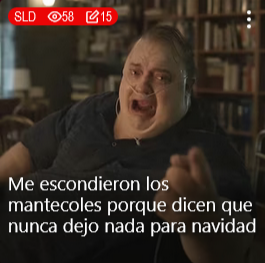 SLD 58 15
Me escondieron los
mantecoles porque dicen que
nunca dejo nada para navidad